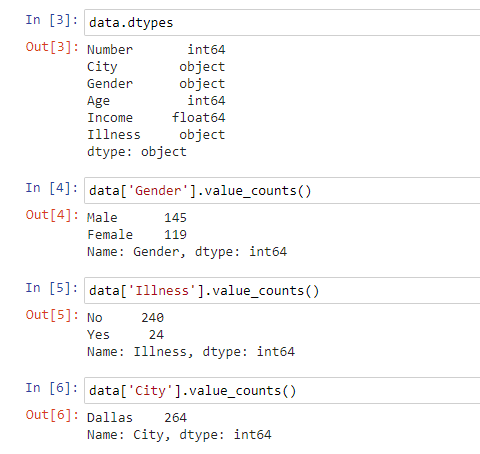 In [3]: data.dtypes
Out[3]: Number       int64
City        object
Gender      object
Age          int64
Income     float64
Illness     object
dtype: object
In [4]: data['Gender'].value_counts()
Out[4]: Male      145
Female    119
Name: Gender, dtype: int64
In [5]: data['Illness'].value_counts()
Out[5]: No     240
Yes     24
Name: Illness, dtype: int64
In [6]: data['City'].value_counts()
Out[6]: Dallas    264
Name: City, dtype: int64